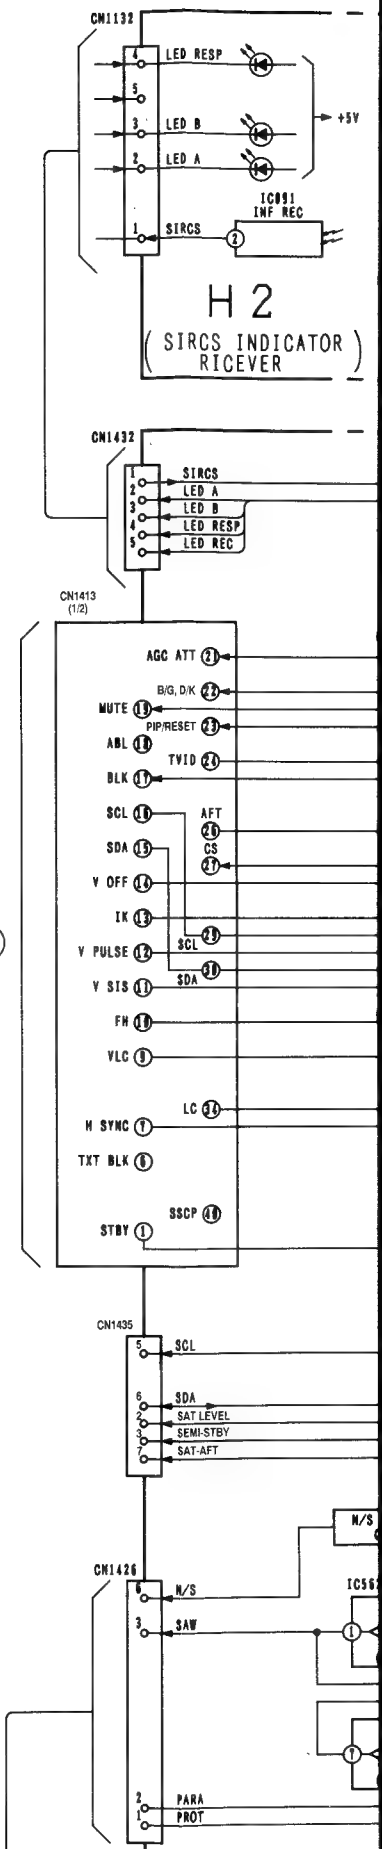 CN1132
4 LED RESP
5
3 LED B
2 LED A
+5V
IC091
INF REC
1 SIRCS
2
H 2
( SIRCS INDICATOR )
RICEVER
CN1432
1 SIRCS
2 LED A
3 LED B
4 LED RESP
5 LED REC
CN1413
(1/2)
AGC ATT 21
B/G, D/K 22
MUTE 19
PIP/RESET 23
ABL 18
TVID 24
BLK 17
SCL 16
AFT
26
SDA 15
CS
27
V OFF 14
IK 13
29
SCL
V PULSE 12
30
SDA
V SIS 11
FH 10
VLC 9
LC 34
H SYNC 7
TXT BLK 6
SSCP 40
STBY 1
CN1435
5 SCL
6 SDA
2 SAT LEVEL
3 SEMI-STBY
7 SAT-AFT
N/S
CN1426
6 N/S
IC562
3 SAW
1
7
2 PARA
1 PROT